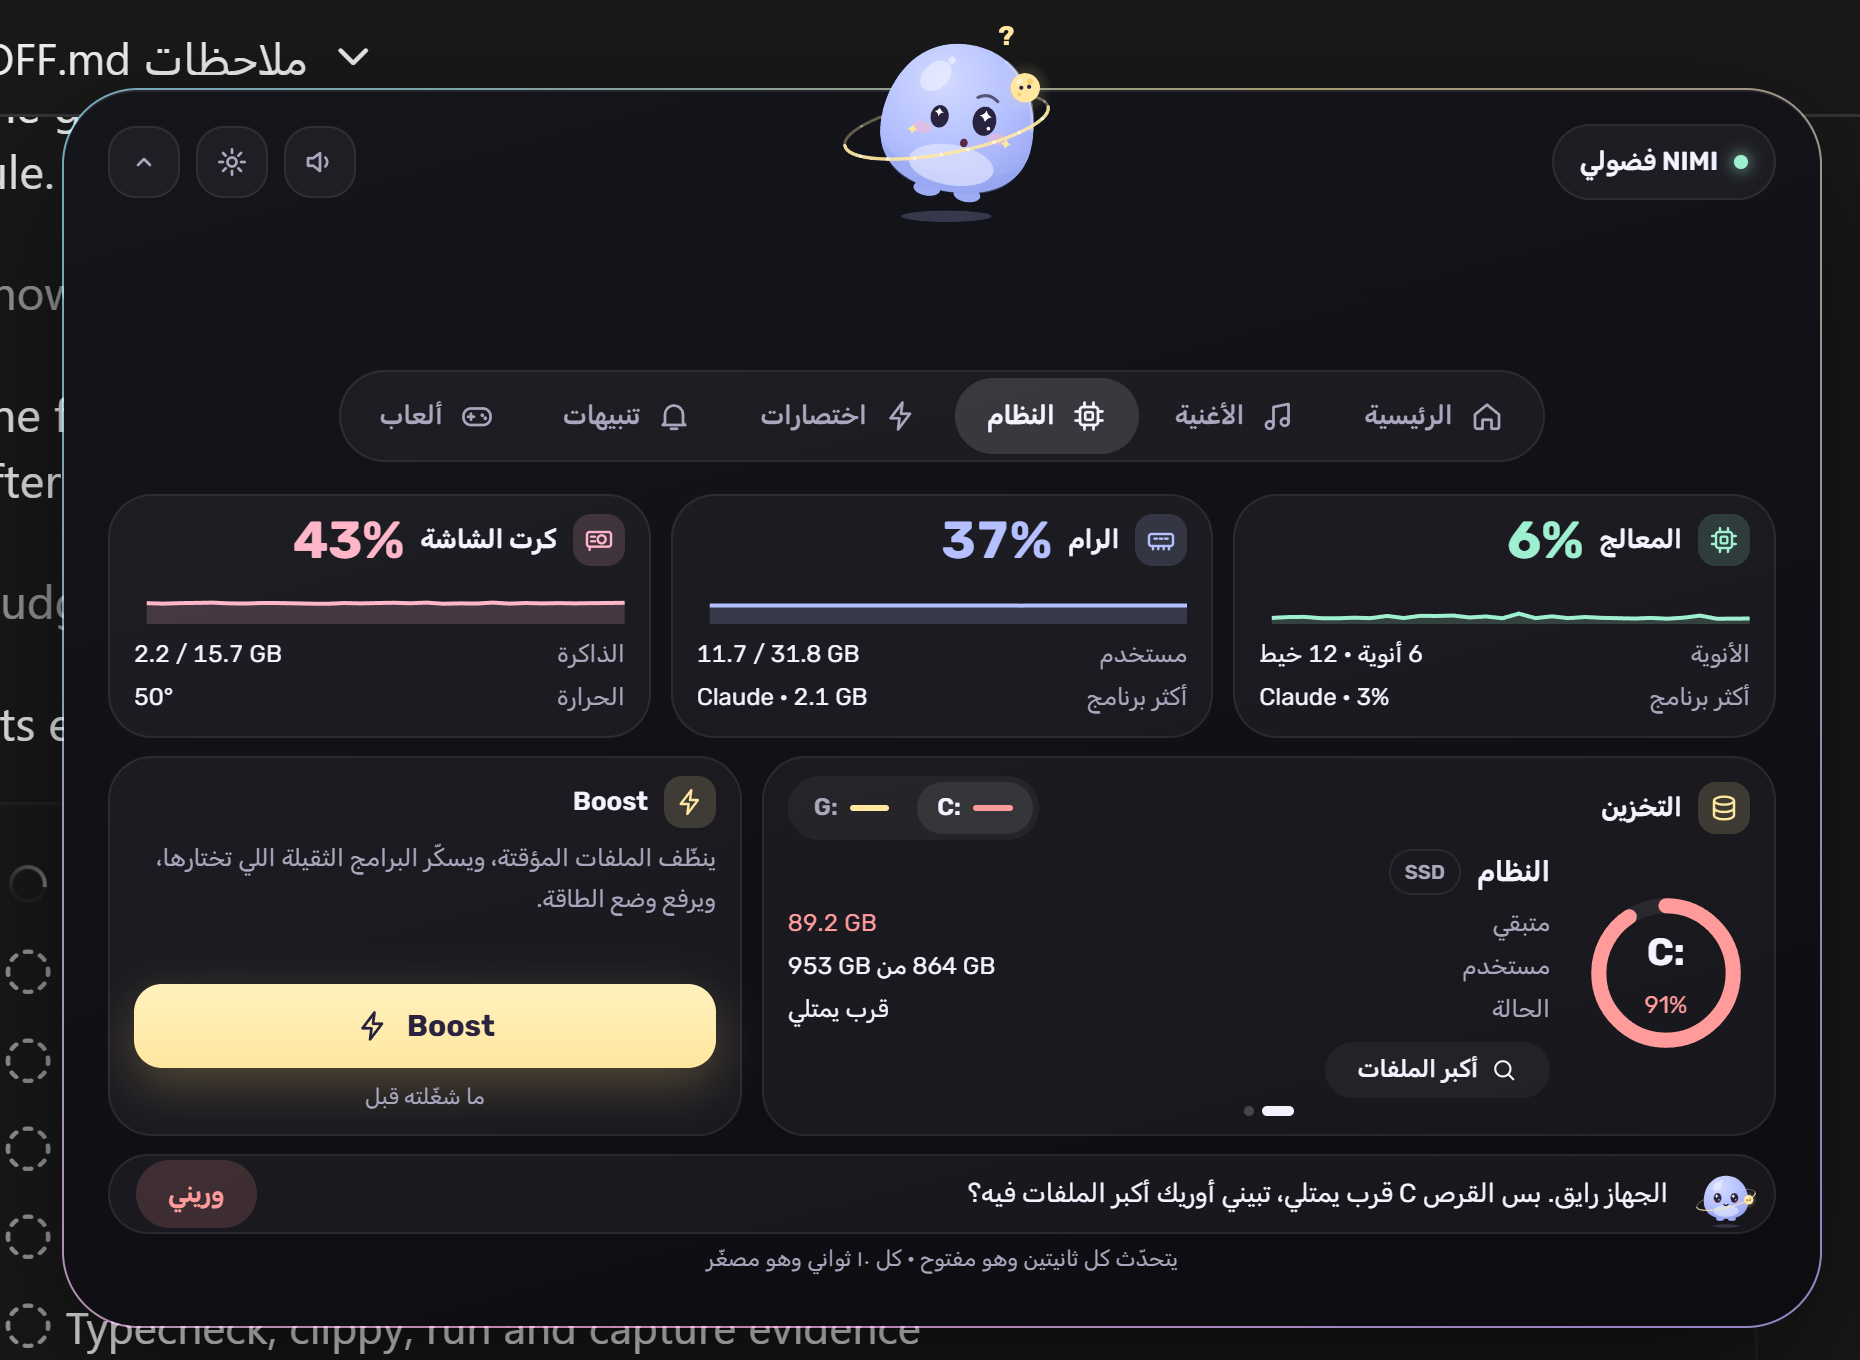 OFF.md ملاحظات
?
NIMI فضولي
ule.
now
fter
الرئيسية
الأغنية
النظام
اختصارات
تنبيهات
ألعاب
المعالج 6%
الأنوية 6 أنوية • 12 خيط
أكثر برنامج Claude • 3%
الرام 37%
مستخدم 11.7 / 31.8 GB
أكثر برنامج Claude • 2.1 GB
كرت الشاشة 43%
الذاكرة 2.2 / 15.7 GB
الحرارة 50°
التخزين
C:
G:
النظام SSD
C:
91%
متبقي 89.2 GB
مستخدم 864 GB من 953 GB
الحالة قرب يمتلي
أكبر الملفات
Boost
ينظّف الملفات المؤقتة، ويسكّر البرامج الثقيلة اللي تختارها،
ويرفع وضع الطاقة.
Boost
ما شغّلته قبل
الجهاز رايق. بس القرص C قرب يمتلي، تبيني أوريك أكبر الملفات فيه؟
وريني
يتحدّث كل ثانيتين وهو مفتوح • كل ١٠ ثواني وهو مصغّر
Typecheck, clippy, run and capture evidence